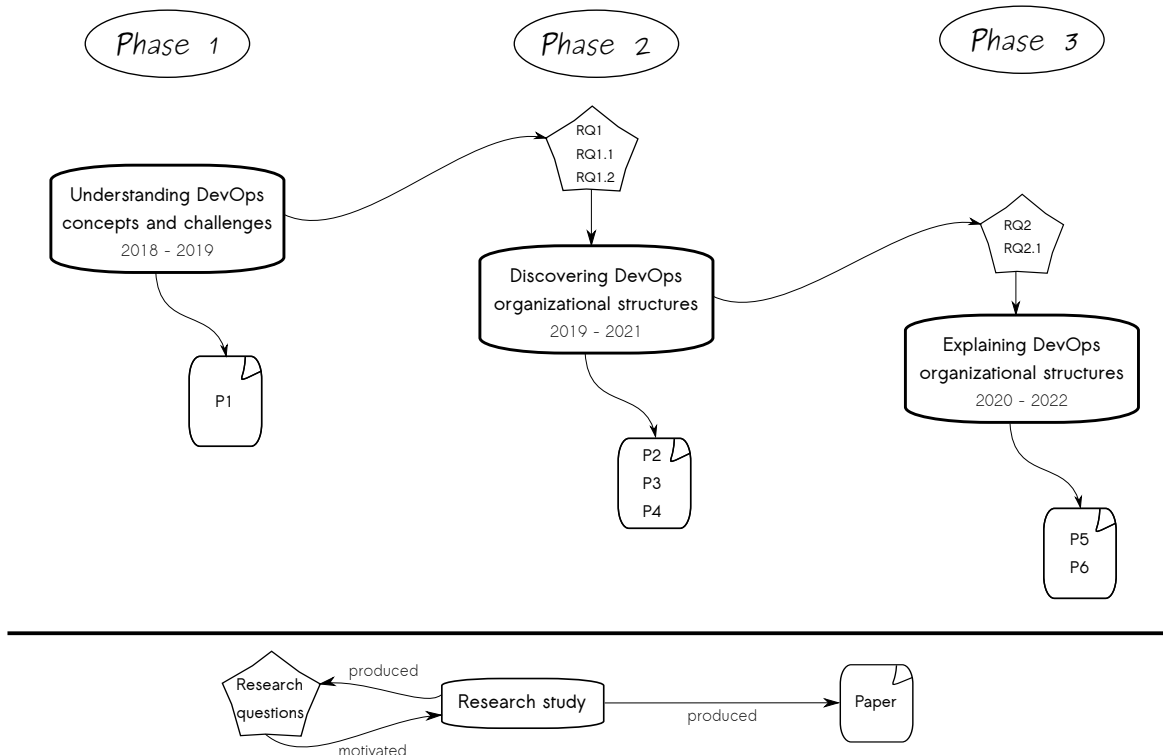 Phase 1
Phase 2
Phase 3
RQ1
RQ1.1
RQ1.2
Understanding DevOps
concepts and challenges
2018 - 2019
RQ2
RQ2.1
Discovering DevOps
organizational structures
2019 - 2021
Explaining DevOps
organizational structures
2020 - 2022
P1
P2
P3
P4
P5
P6
Research
questions
produced
motivated
Research study
produced
Paper